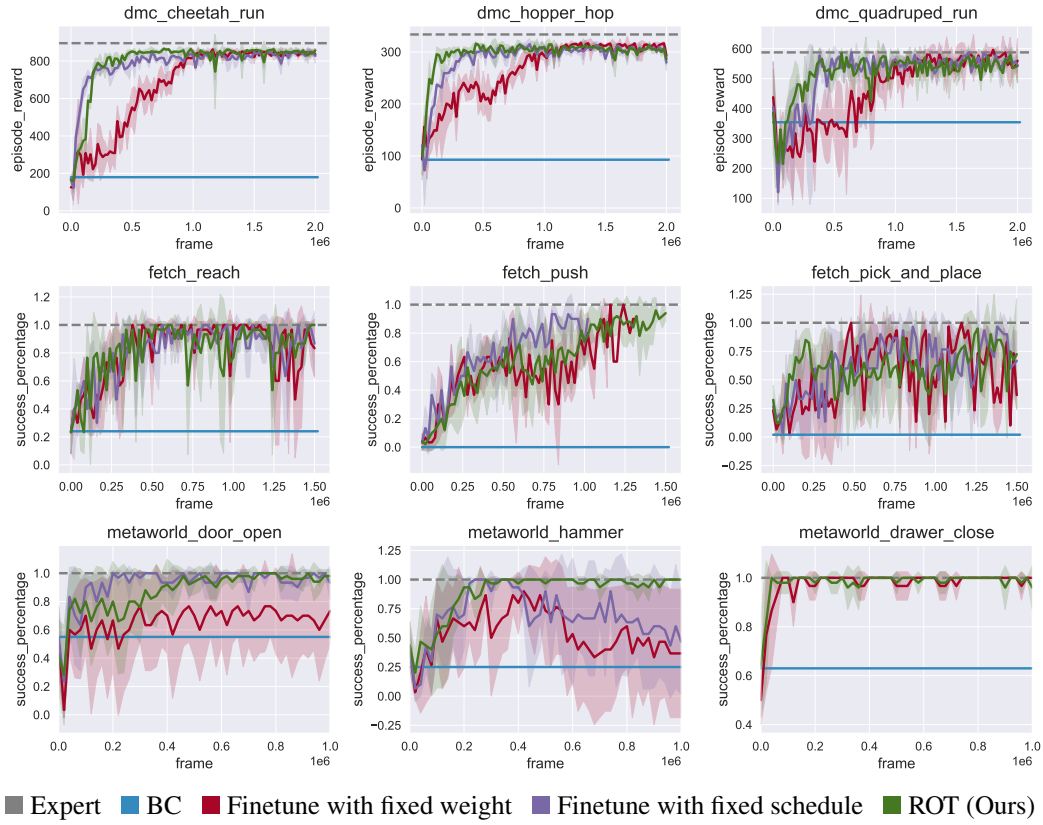 dmc_cheetah_run
dmc_hopper_hop
dmc_quadruped_run
episode_reward
800
600
400
200
0
0.0
0.5
1.0
1.5
2.0
frame
1e6
episode_reward
300
200
100
0
0.0
0.5
1.0
1.5
2.0
frame
1e6
episode_reward
600
500
400
300
200
100
0.0
0.5
1.0
1.5
2.0
frame
1e6
fetch_reach
fetch_push
fetch_pick_and_place
success_percentage
1.2
1.0
0.8
0.6
0.4
0.2
0.0
0.00
0.25
0.50
0.75
1.00
1.25
1.50
frame
1e6
success_percentage
1.0
0.8
0.6
0.4
0.2
0.0
0.00
0.25
0.50
0.75
1.00
1.25
1.50
frame
1e6
success_percentage
1.25
1.00
0.75
0.50
0.25
0.00
−0.25
0.00
0.25
0.50
0.75
1.00
1.25
1.50
frame
1e6
metaworld_door_open
metaworld_hammer
metaworld_drawer_close
success_percentage
1.0
0.8
0.6
0.4
0.2
0.0
0.0
0.2
0.4
0.6
0.8
1.0
frame
1e6
success_percentage
1.25
1.00
0.75
0.50
0.25
0.00
−0.25
0.0
0.2
0.4
0.6
0.8
1.0
frame
1e6
success_percentage
1.0
0.8
0.6
0.4
0.0
0.2
0.4
0.6
0.8
1.0
frame
1e6
Expert BC Finetune with fixed weight Finetune with fixed schedule ROT (Ours)